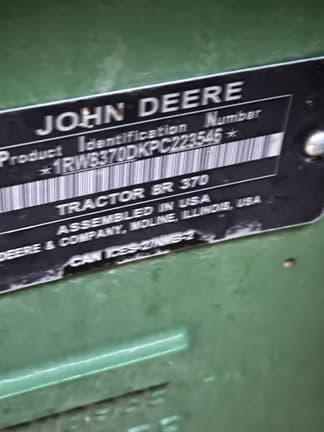 JOHN DEERE
Product Identification Number
*1RW8370DKPC223546*
TRACTOR 8R 370
ASSEMBLED IN USA
DEERE & COMPANY, MOLINE, ILLINOIS, USA
CAN ICES-2/NMB-2